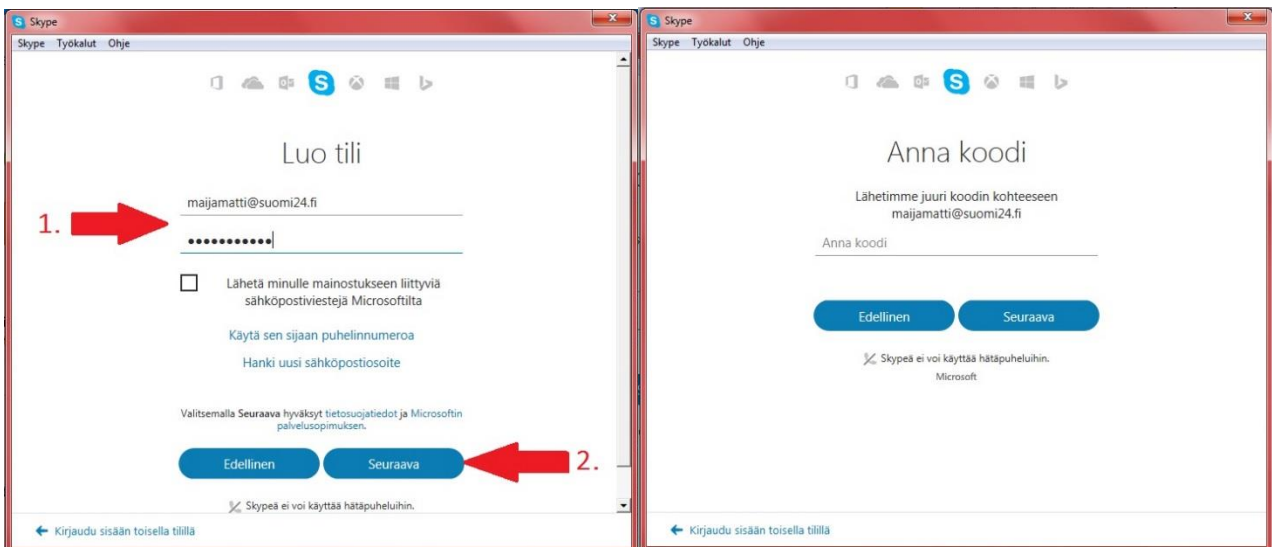 Skype
Skype Työkalut Ohje
Luo tili
maijamatti@suomi24.fi
1.
•••••••••••
Lähetä minulle mainostukseen liittyviä
sähköpostiviestejä Microsoftilta
Käytä sen sijaan puhelinnumeroa
Hanki uusi sähköpostiosoite
Valitsemalla Seuraava hyväksyt tietosuojatiedot ja Microsoftin
palvelusopimuksen.
Edellinen Seuraava
2.
Skypeä ei voi käyttää hätäpuheluihin.
Kirjaudu sisään toisella tilillä
Skype
Skype Työkalut Ohje
Anna koodi
Lähetimme juuri koodin kohteeseen
maijamatti@suomi24.fi
Anna koodi
Edellinen Seuraava
Skypeä ei voi käyttää hätäpuheluihin.
Microsoft
Kirjaudu sisään toisella tilillä